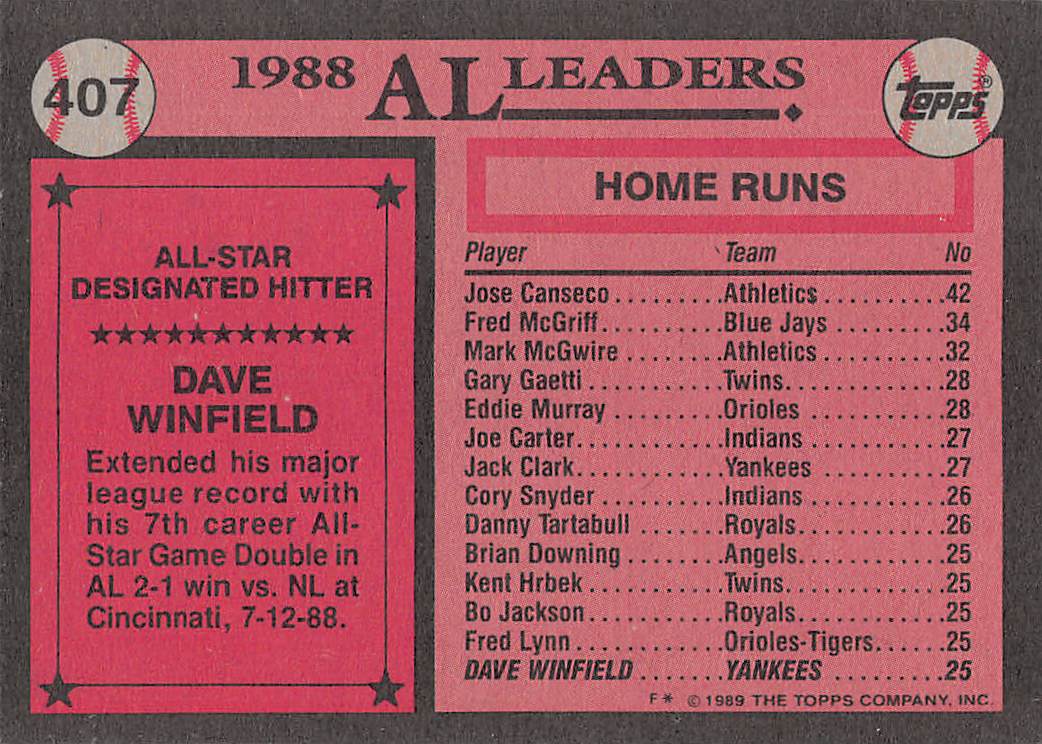 407
1988 AL LEADERS
topps®
ALL-STAR
DESIGNATED HITTER
DAVE
WINFIELD
Extended his major
league record with
his 7th career All-
Star Game Double in
AL 2-1 win vs. NL at
Cincinnati, 7-12-88.
HOME RUNS
Player Team No
Jose Canseco.........Athletics..........42
Fred McGriff..........Blue Jays.........34
Mark McGwire........Athletics..........32
Gary Gaetti...........Twins.............28
Eddie Murray.........Orioles...........28
Joe Carter............Indians...........27
Jack Clark............Yankees..........27
Cory Snyder..........Indians...........26
Danny Tartabull.......Royals............26
Brian Downing........Angels............25
Kent Hrbek...........Twins.............25
Bo Jackson...........Royals............25
Fred Lynn............Orioles-Tigers......25
DAVE WINFIELD.......YANKEES.........25
F* © 1989 THE TOPPS COMPANY, INC.